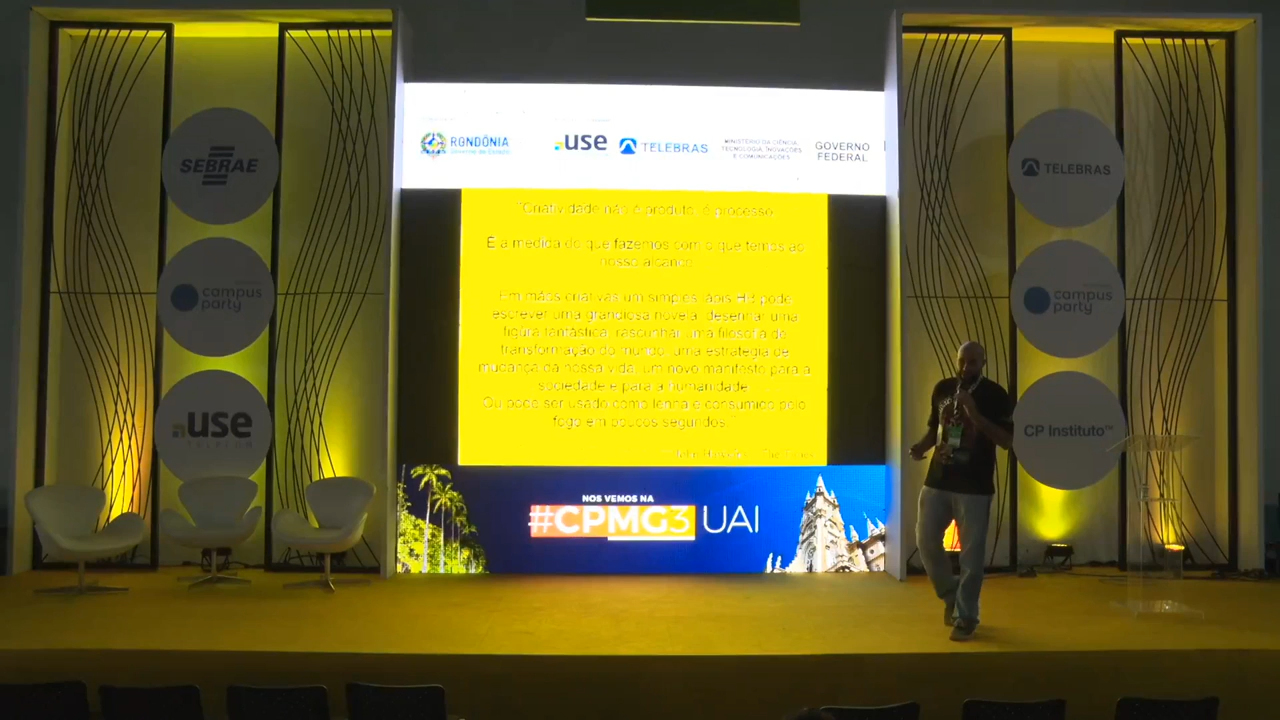 RONDÔNIA
Governo do Estado
use
TELEBRAS
MINISTÉRIO DA CIÊNCIA,
TECNOLOGIA, INOVAÇÕES
E COMUNICAÇÕES
GOVERNO
FEDERAL
SEBRAE
campus
party
use
TELECOM
"Criatividade não é produto, é processo.
É a medida do que fazemos com o que temos ao
nosso alcance.
Em mãos criativas um simples lápis HB pode
escrever uma grandiosa novela, desenhar uma
figura fantástica, rascunhar uma filosofia de
transformação do mundo, uma estratégia de
mudança da nossa vida, um novo manifesto para a
sociedade e para a humanidade.
Ou pode ser usado como lenha e consumido pelo
fogo em poucos segundos."
NOS VEMOS NA
#CPMG3 UAI
TELEBRAS
campus
party
CP Instituto